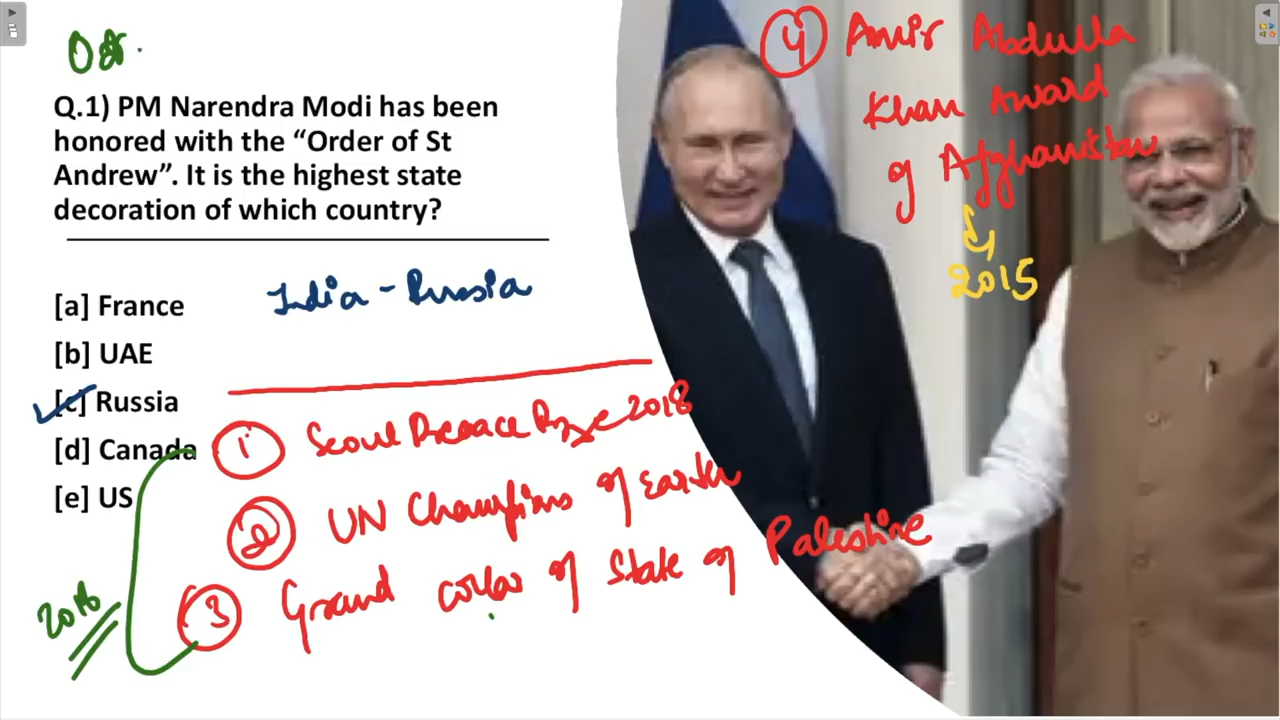 Q.1) PM Narendra Modi has been
honored with the “Order of St
Andrew”. It is the highest state
decoration of which country?
India - Russia
[a] France
[b] UAE
[c] Russia
[d] Canada
[e] US
1 Seoul Prize 2018
2 UN Champions of Earth
3 Grand collar of State of Palestine
4 Amir Abdulla
Khan Award
of Afghanistan
2015